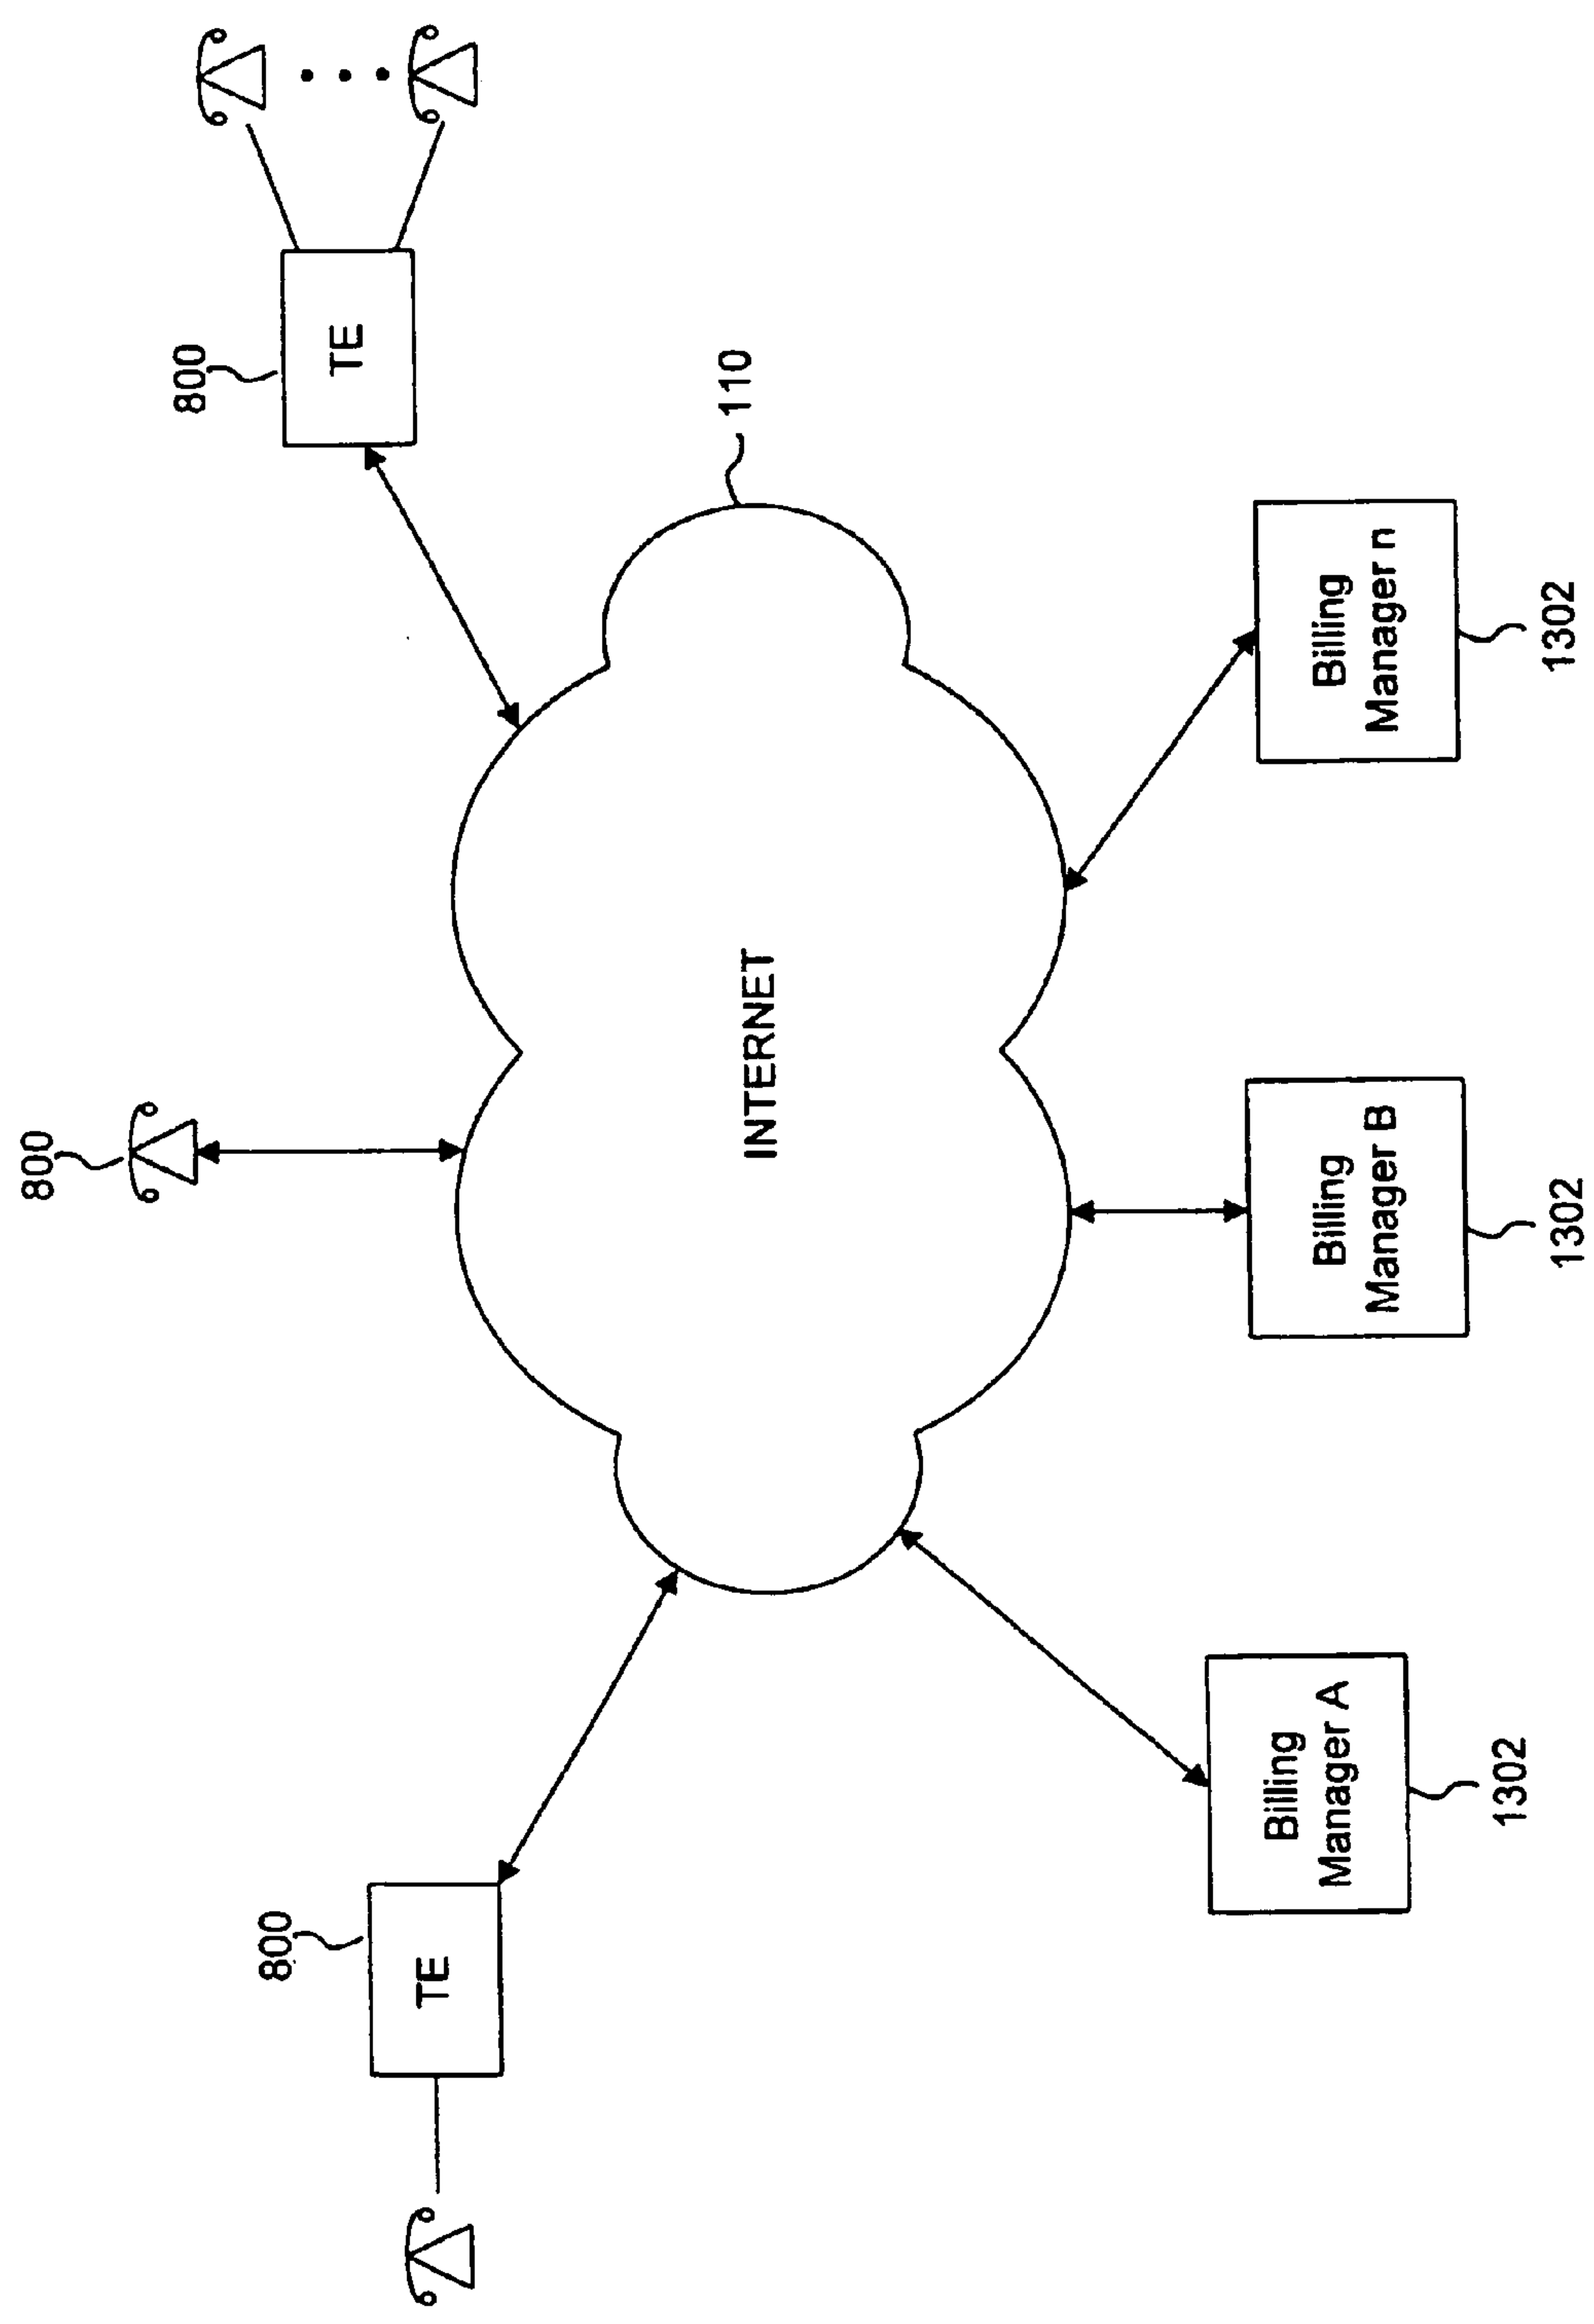 800
800
800
TE
TE
110
INTERNET
Billing
Manager A
Billing
Manager B
Billing
Manager n
1302
1302
1302